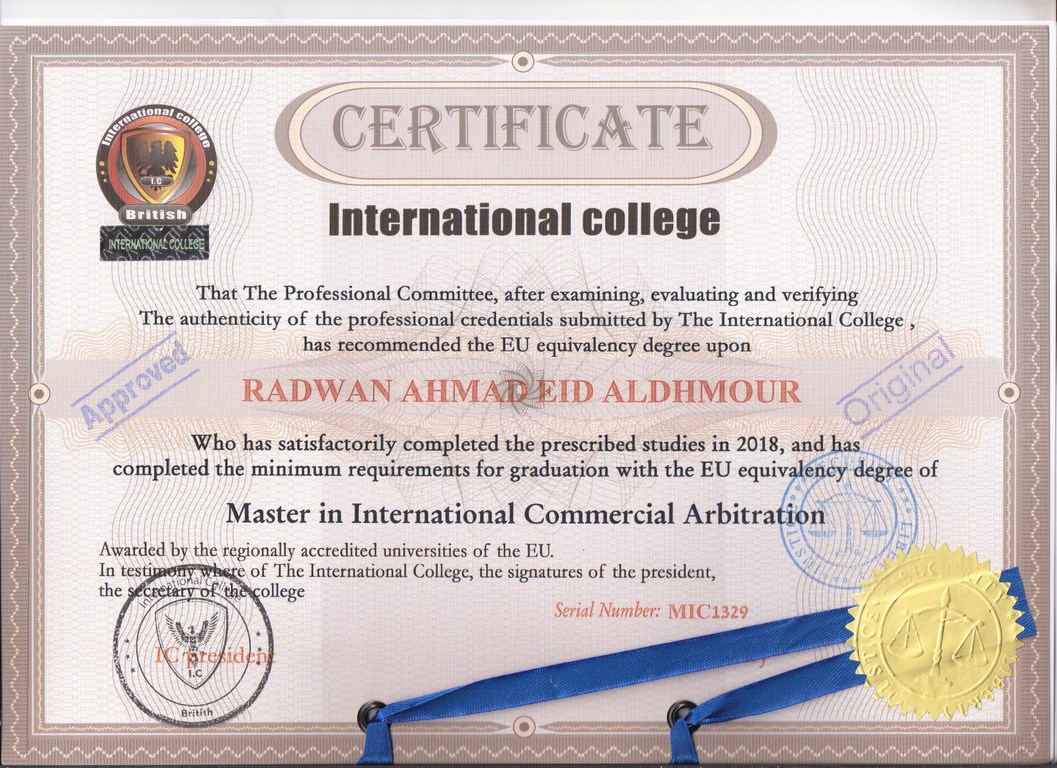 International college
I.C
British
INTERNATIONAL COLLEGE
CERTIFICATE
International college
That The Professional Committee, after examining, evaluating and verifying
The authenticity of the professional credentials submitted by The International College ,
has recommended the EU equivalency degree upon
Approved
Original
RADWAN AHMAD EID ALDHMOUR
Who has satisfactorily completed the prescribed studies in 2018, and has
completed the minimum requirements for graduation with the EU equivalency degree of
Master in International Commercial Arbitration
Awarded by the regionally accredited universities of the EU.
In testimony where of The International College, the signatures of the president,
the secretary of the college
Serial Number: MIC1329
International College
IC president
I.C
British